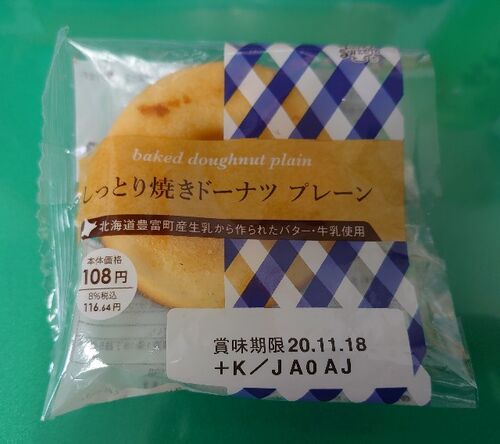 baked doughnut plain
しっとり焼きドーナツ プレーン
北海道豊富町産生乳から作られたバター・牛乳使用
本体価格
108円
8%税込
116.64円
賞味期限20.11.18
+K/JA0AJ